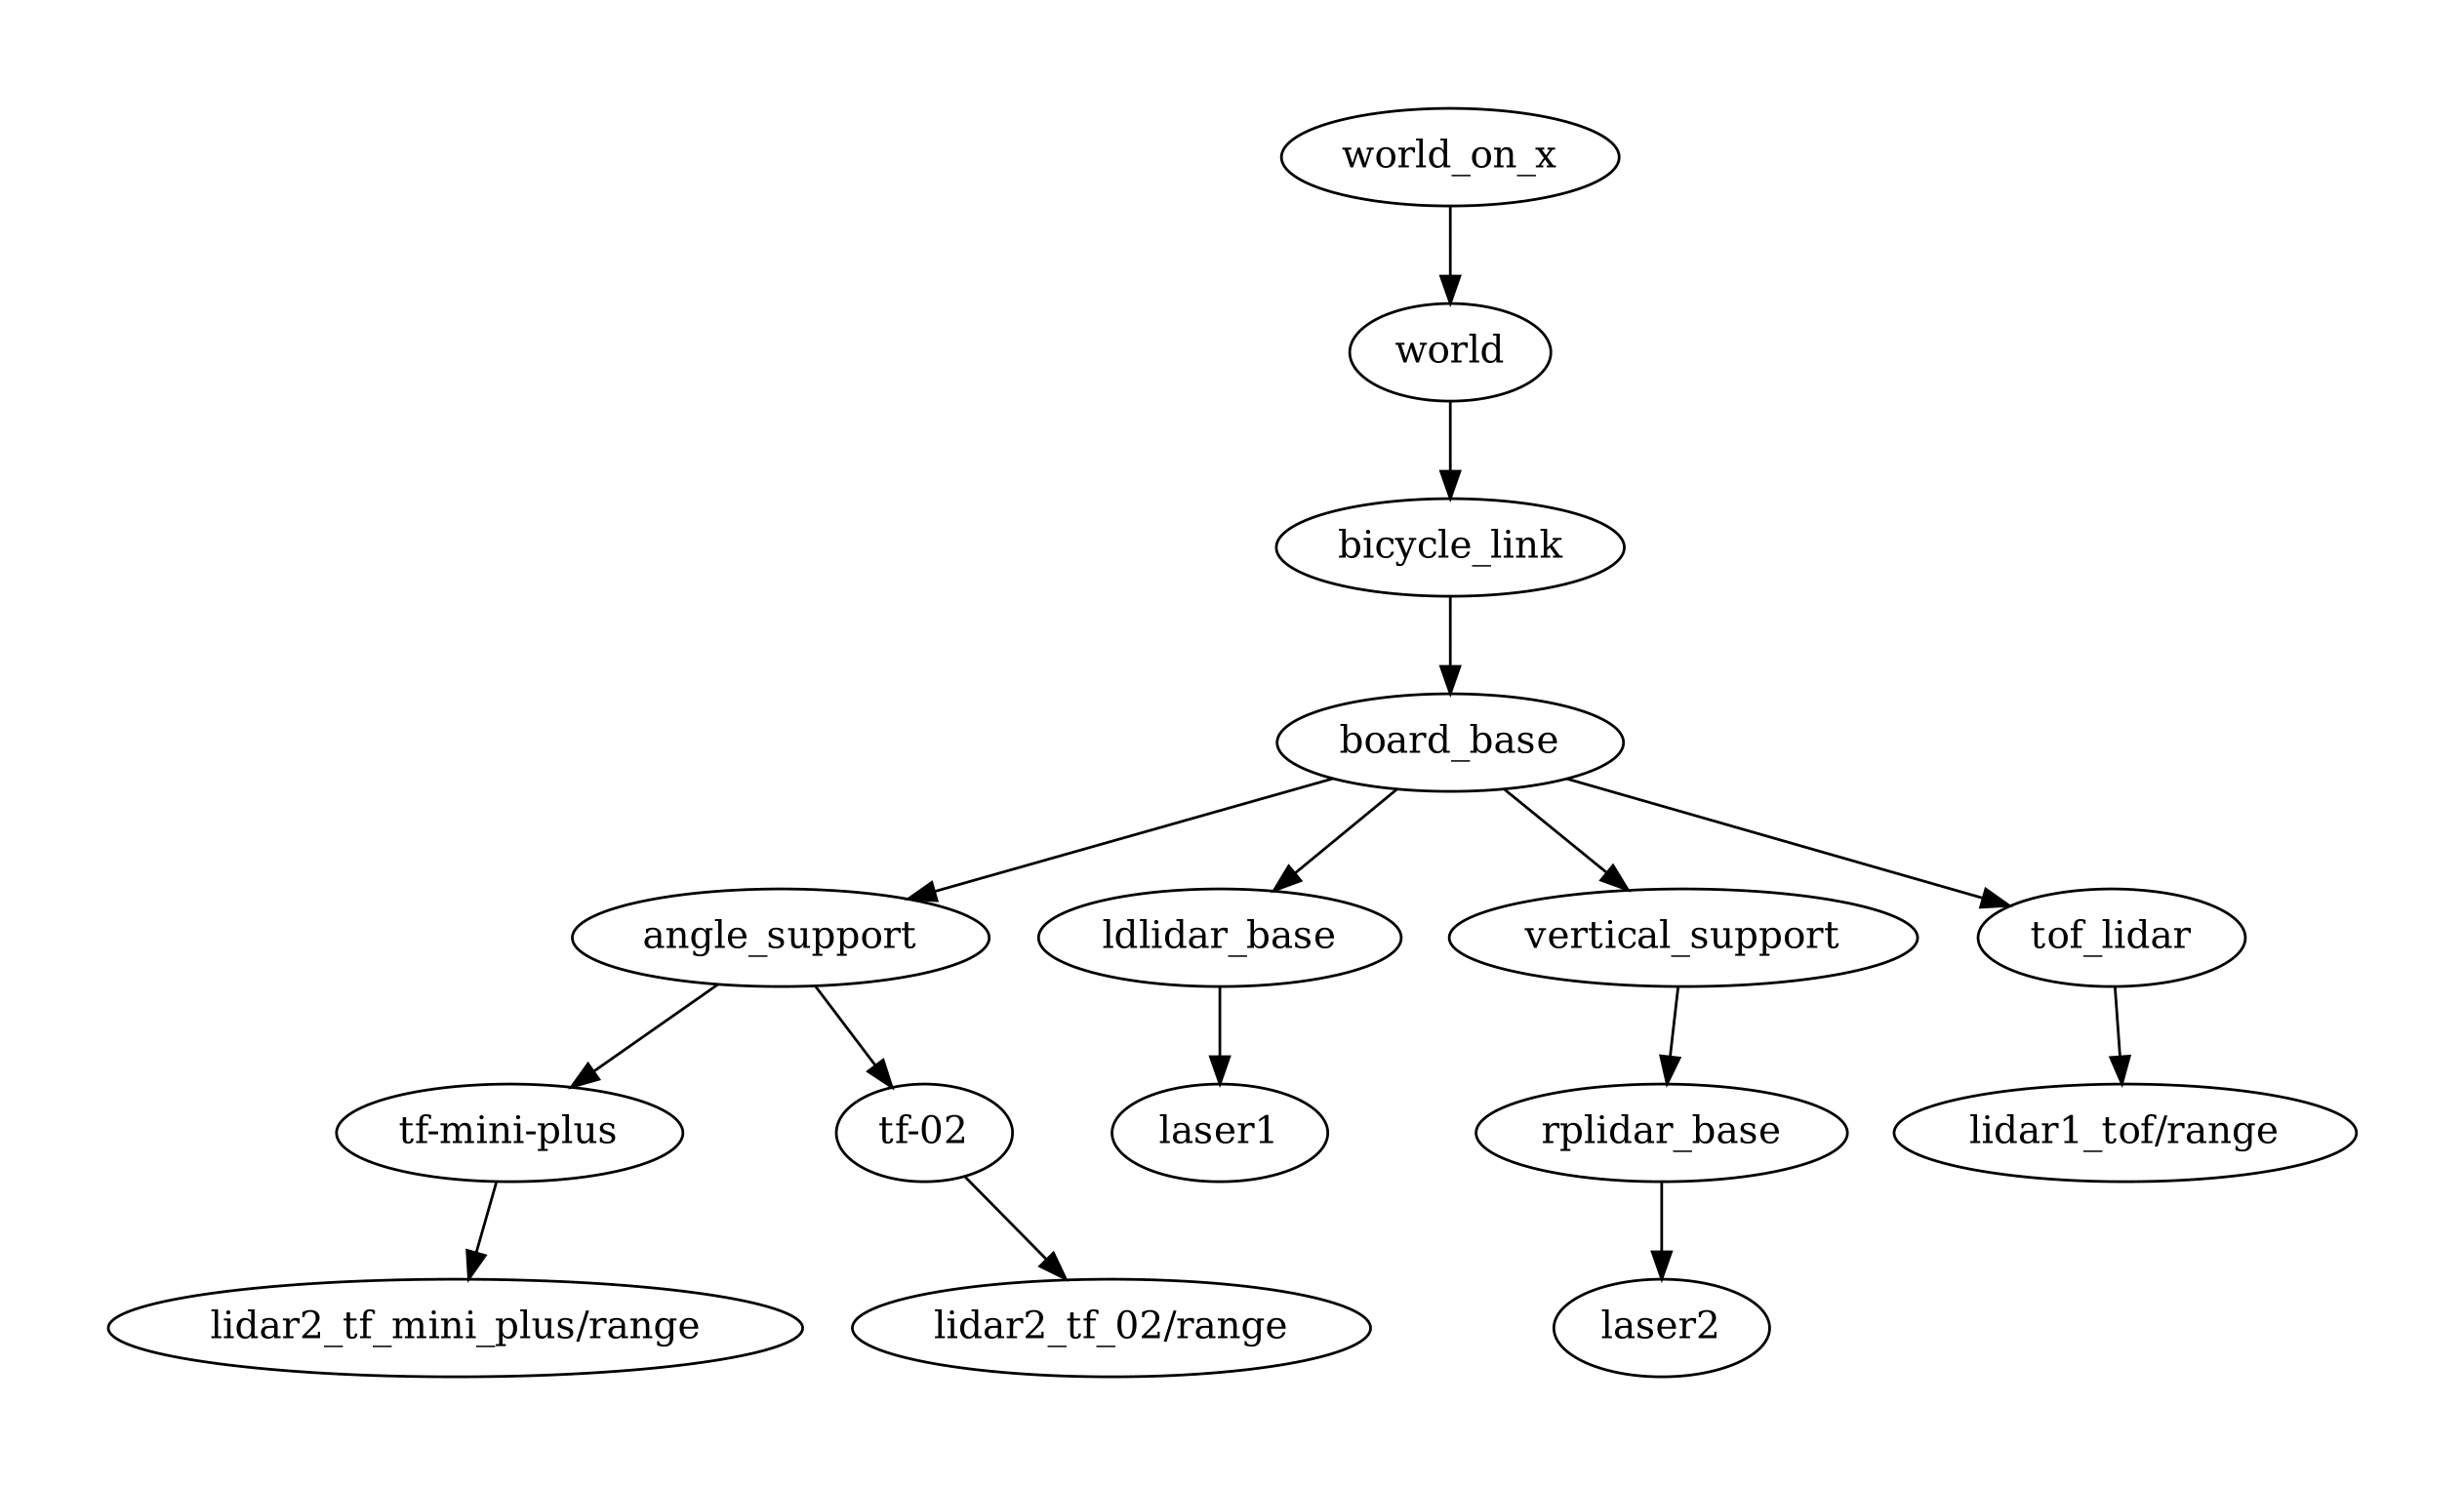 world_on_x
world
bicycle_link
board_base
angle_support
ldlidar_base
vertical_support
tof_lidar
tf-mini-plus
tf-02
laser1
rplidar_base
lidar1_tof/range
lidar2_tf_mini_plus/range
lidar2_tf_02/range
laser2